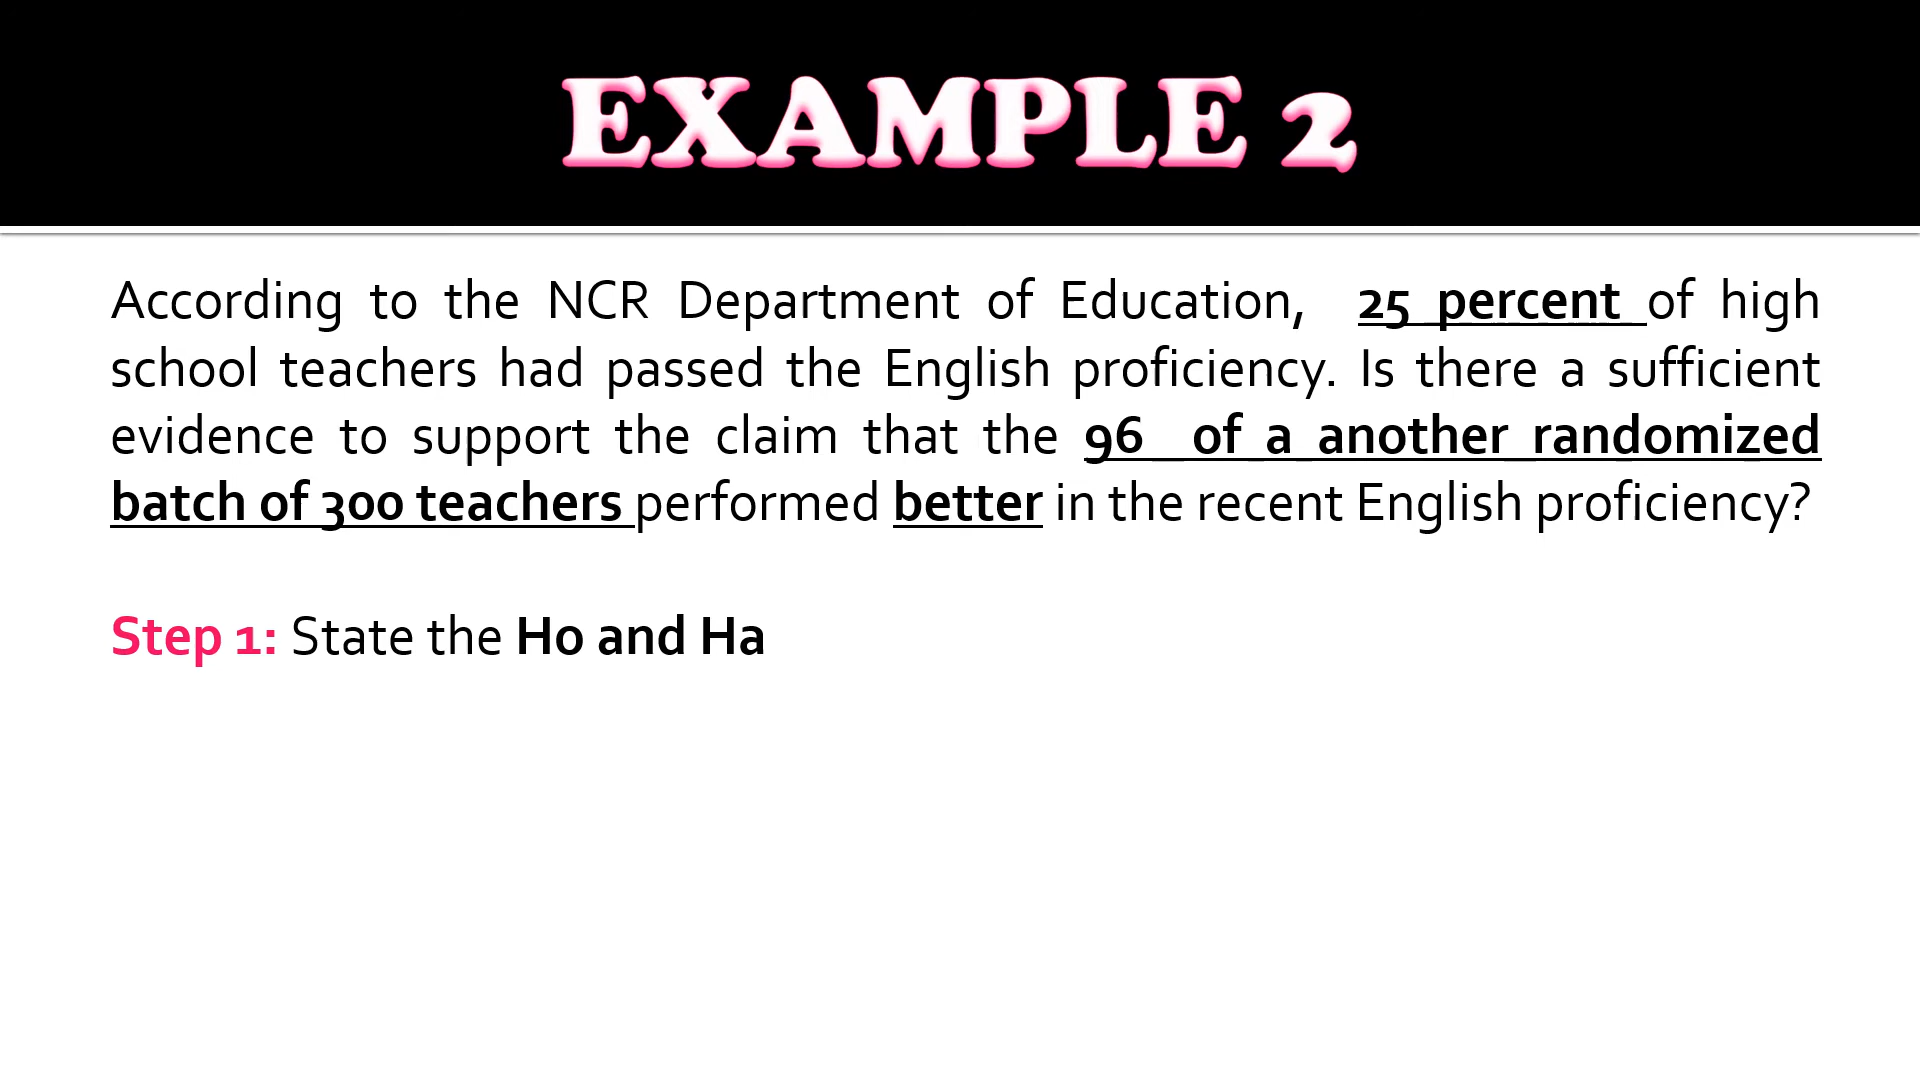 EXAMPLE 2
According to the NCR Department of Education, 25 percent of high
school teachers had passed the English proficiency. Is there a sufficient
evidence to support the claim that the 96 of a another randomized
batch of 300 teachers performed better in the recent English proficiency?
Step 1: State the Ho and Ha